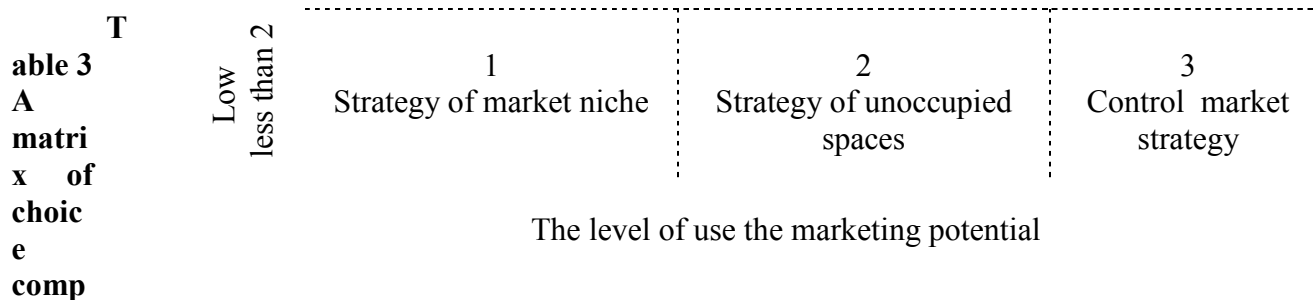 T
able 3
A
matri
x of
choic
e
comp
Low
less than 2
1
Strategy of market niche
2
Strategy of unoccupied
spaces
3
Control market
strategy
The level of use the marketing potential